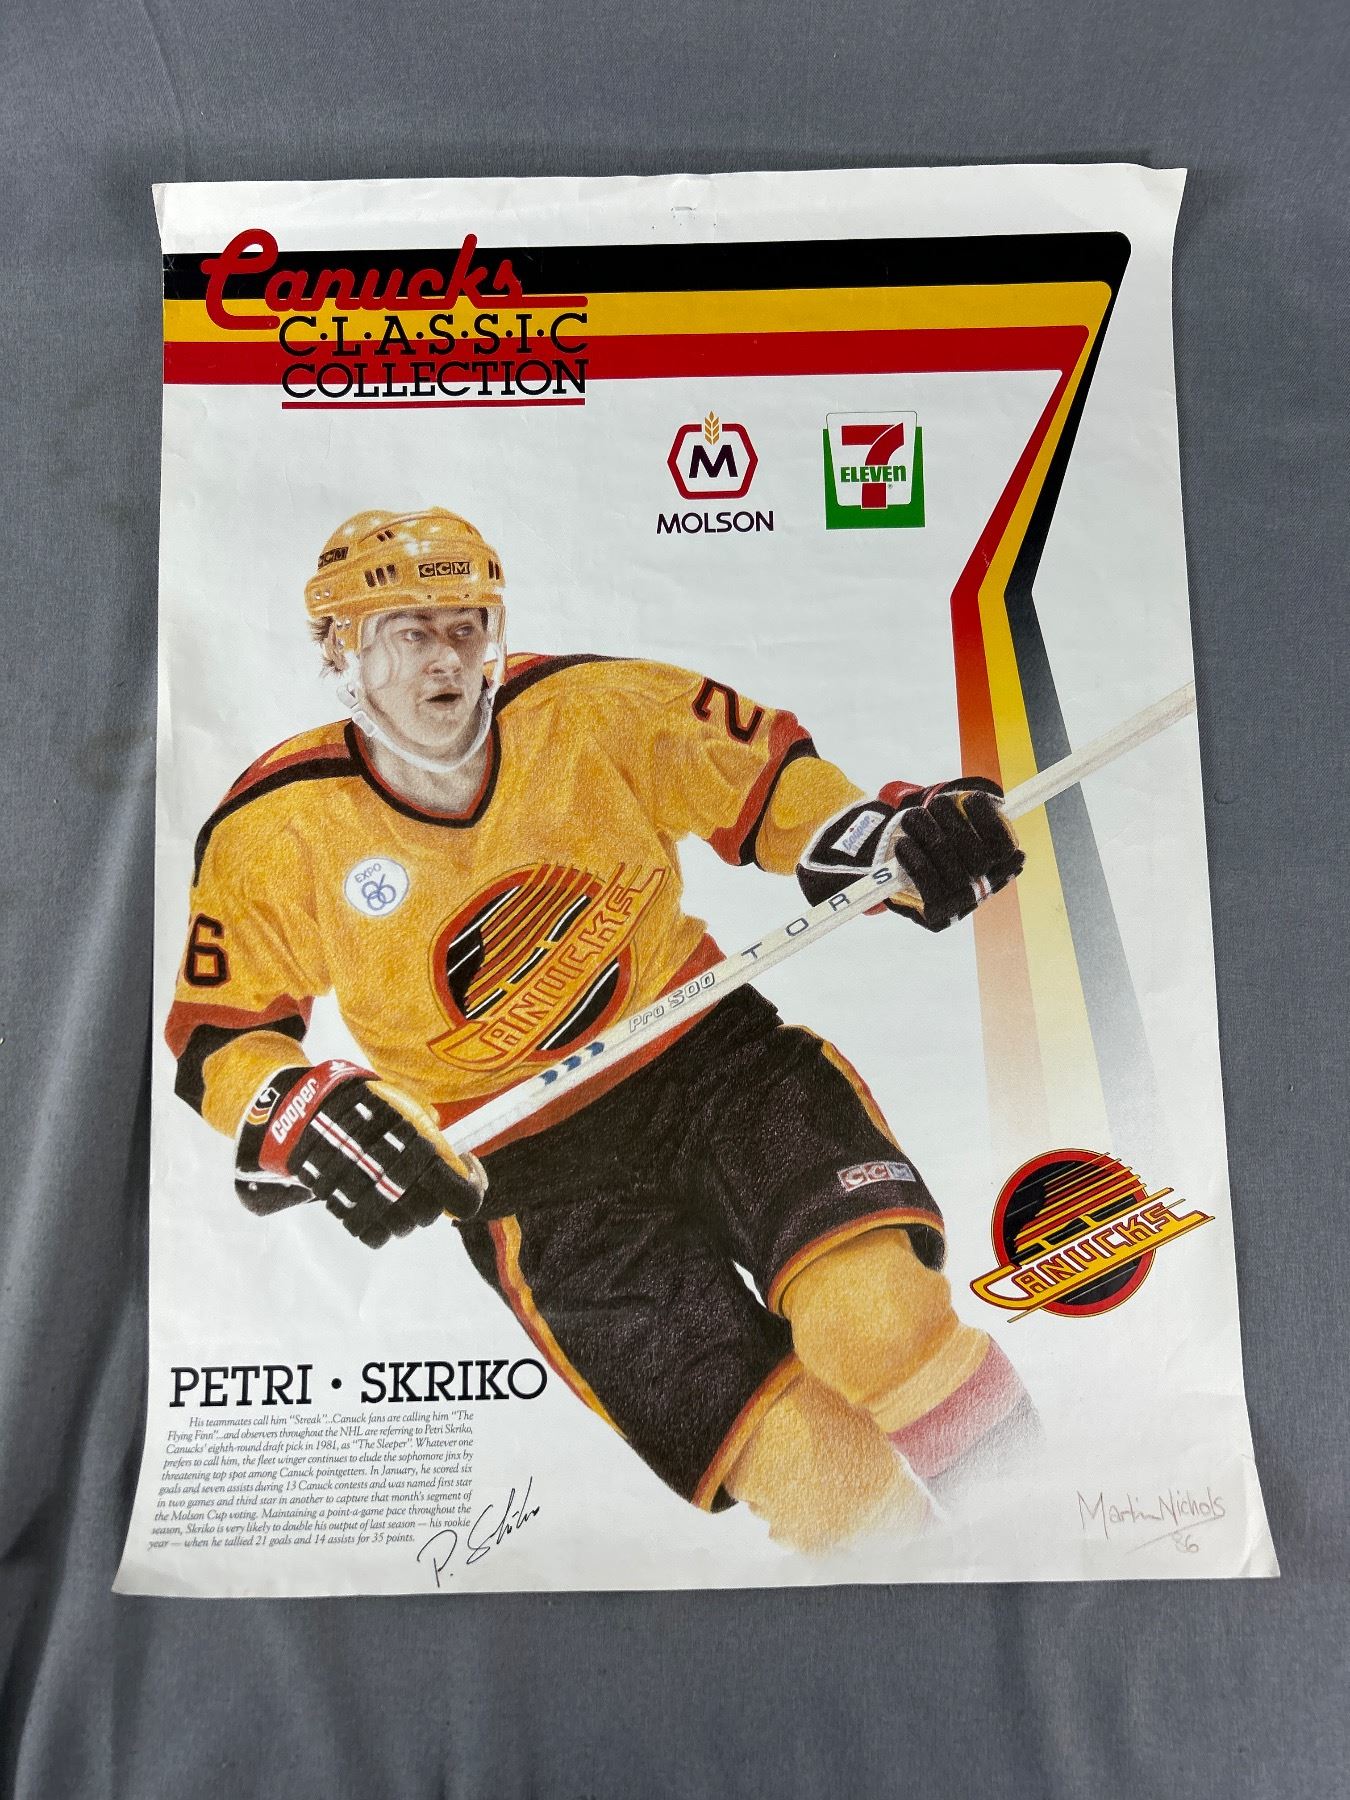 Canucks
C·L·A·S·S·I·C
COLLECTION
M
MOLSON
7
ELEVEN
®
CCM
CCM
2
EXPO
86
6
CANUCKS
Cooper
TORS
Pro 500
Cooper
CCM
CANUCKS
PETRI · SKRIKO
His teammates call him "Streak"...Canuck fans are calling him "The
Flying Finn"...and observers throughout the NHL are referring to Petri Skriko,
Canucks' eighth-round draft pick in 1981, as "The Sleeper". Whatever one
prefers to call him, the fleet winger continues to elude the sophomore jinx by
threatening top spot among Canuck pointgetters. In January, he scored six
goals and seven assists during 13 Canuck contests and was named first star
in two games and third star in another to capture that month's segment of
the Molson Cup voting. Maintaining a point-a-game pace throughout the
season, Skriko is very likely to double his output of last season — his rookie
year — when he tallied 21 goals and 14 assists for 35 points.
P. Skriko
Martin Nichols
86